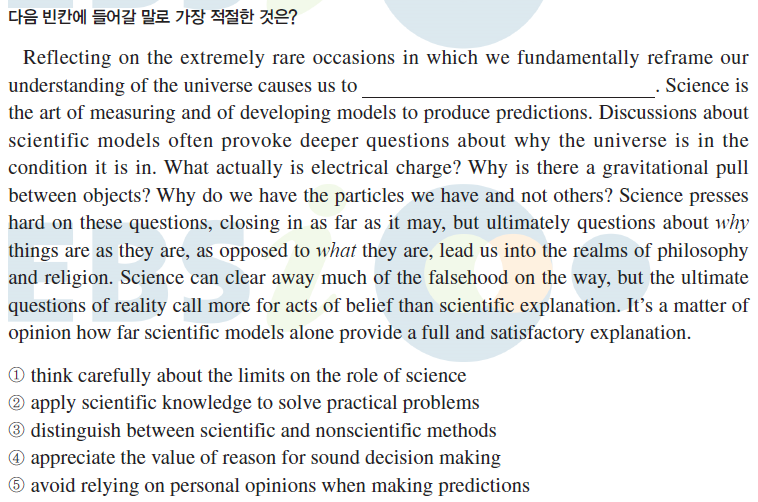 다음 빈칸에 들어갈 말로 가장 적절한 것은?
Reflecting on the extremely rare occasions in which we fundamentally reframe our
understanding of the universe causes us to ______________________________. Science is
the art of measuring and of developing models to produce predictions. Discussions about
scientific models often provoke deeper questions about why the universe is in the
condition it is in. What actually is electrical charge? Why is there a gravitational pull
between objects? Why do we have the particles we have and not others? Science presses
hard on these questions, closing in as far as it may, but ultimately questions about why
things are as they are, as opposed to what they are, lead us into the realms of philosophy
and religion. Science can clear away much of the falsehood on the way, but the ultimate
questions of reality call more for acts of belief than scientific explanation. It's a matter of
opinion how far scientific models alone provide a full and satisfactory explanation.
① think carefully about the limits on the role of science
② apply scientific knowledge to solve practical problems
③ distinguish between scientific and nonscientific methods
④ appreciate the value of reason for sound decision making
⑤ avoid relying on personal opinions when making predictions
EBSi